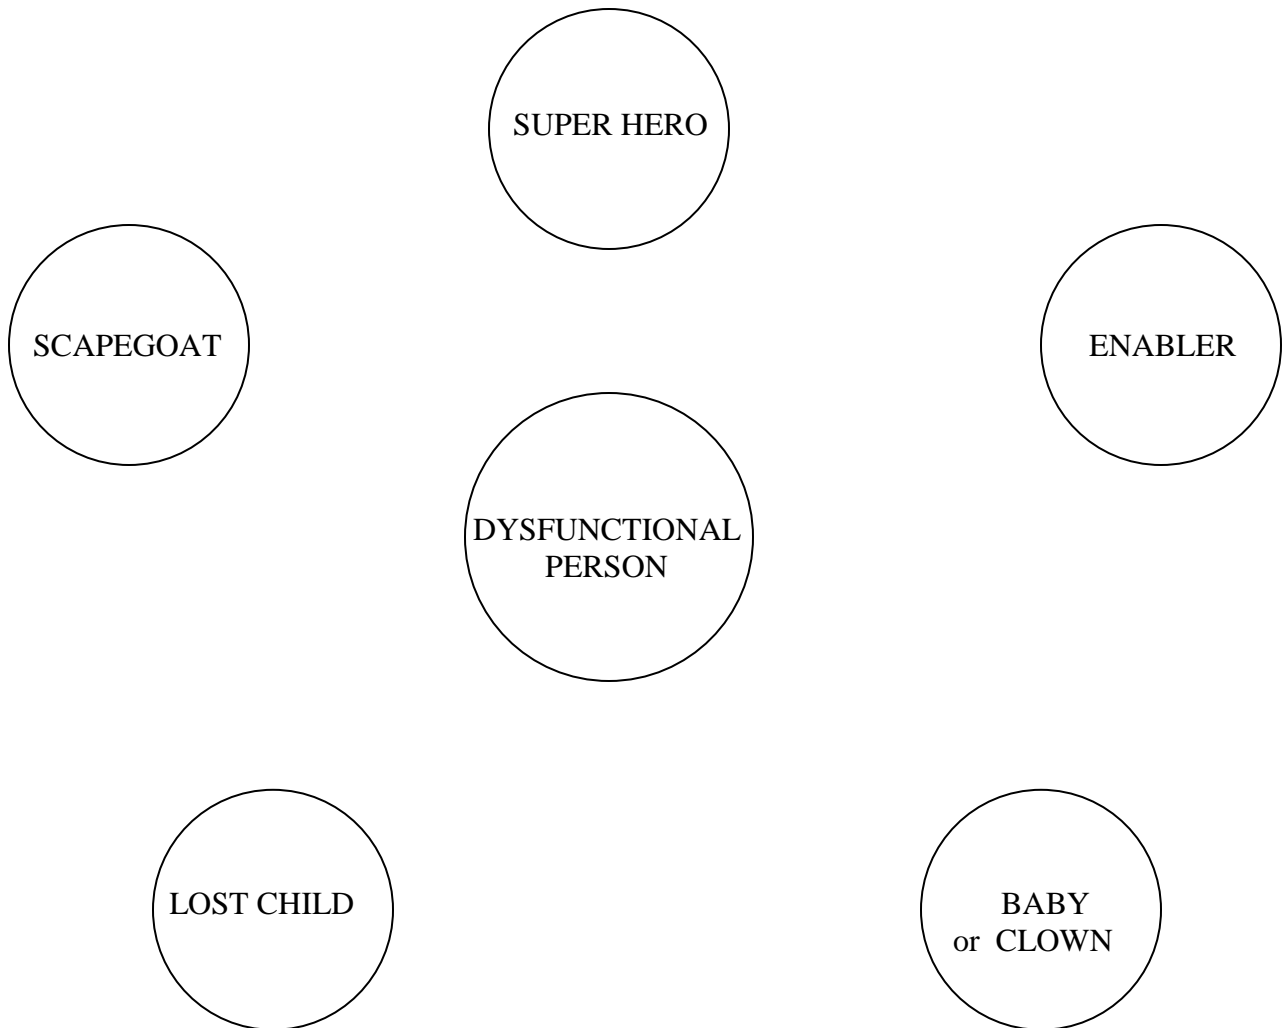 SUPER HERO
SCAPEGOAT
ENABLER
DYSFUNCTIONAL
PERSON
LOST CHILD
BABY
or CLOWN